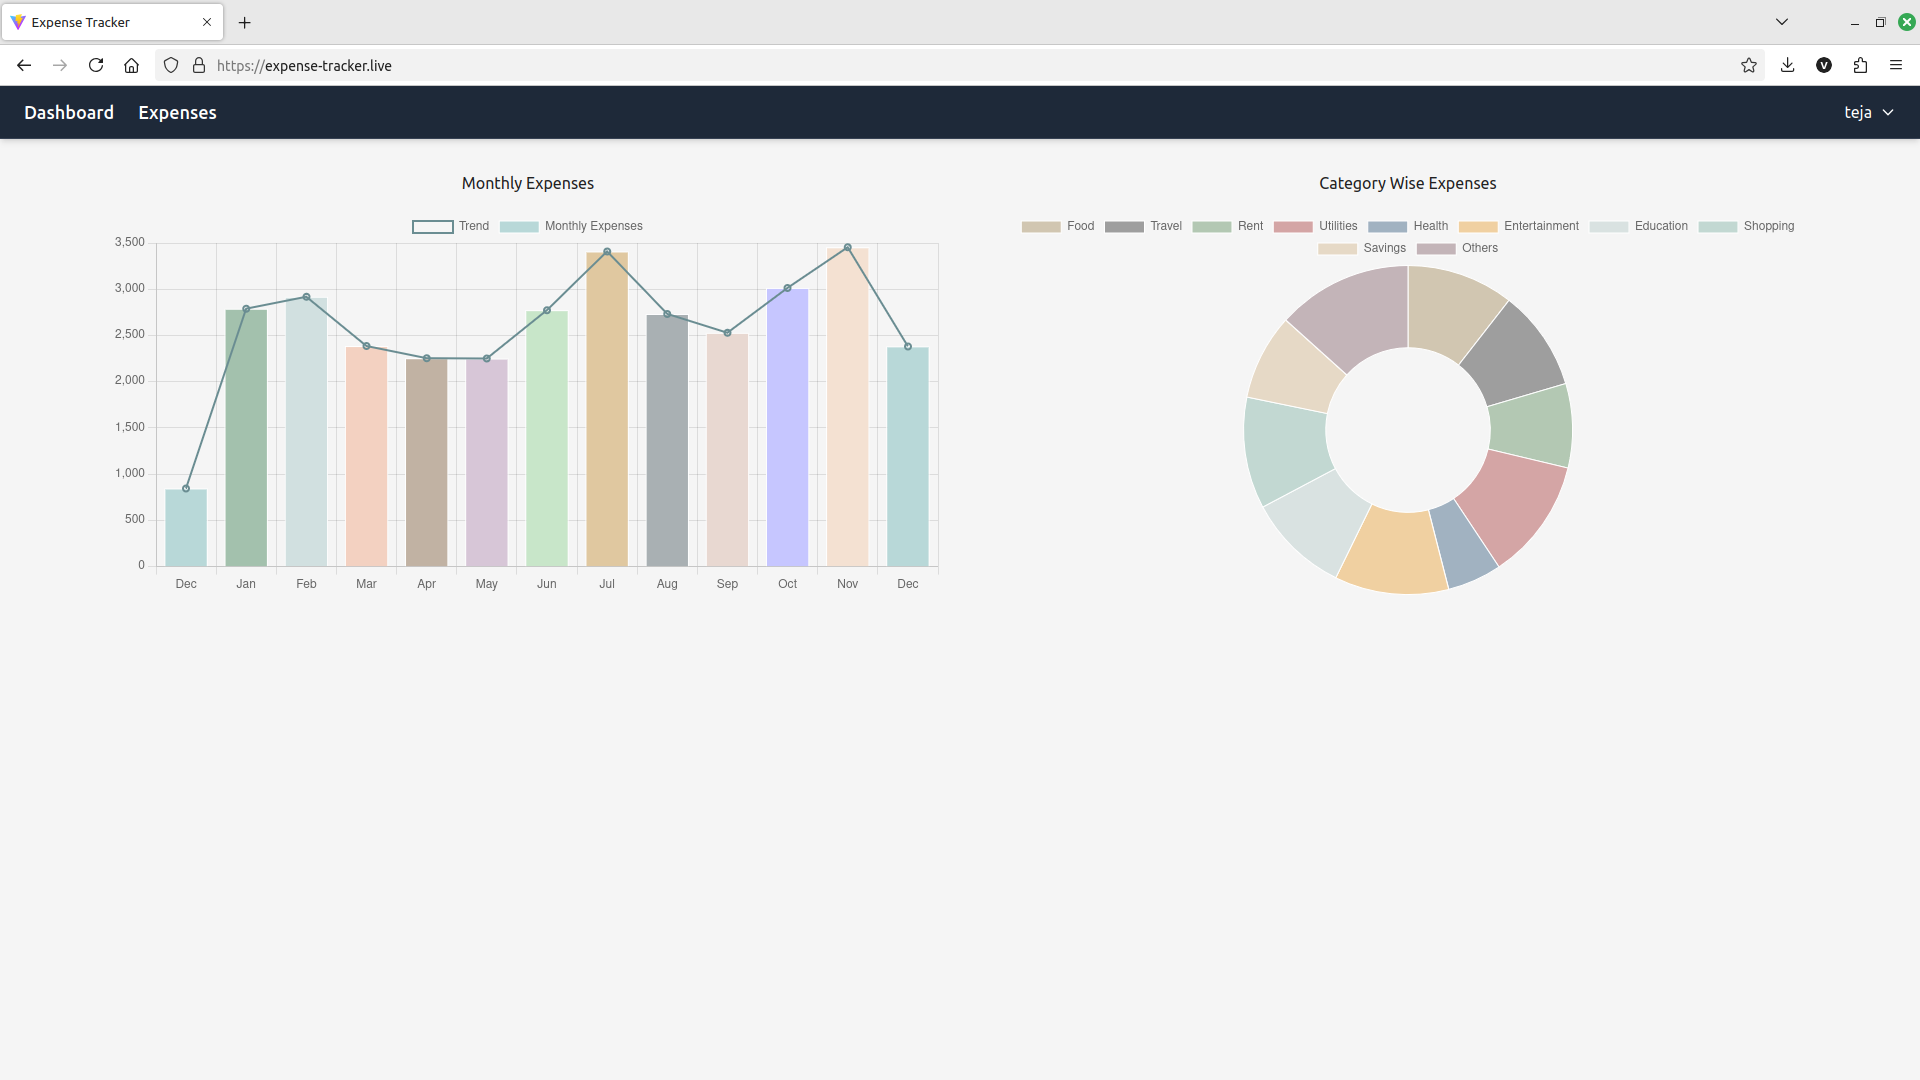 Expense Tracker
https://expense-tracker.live
Dashboard Expenses teja
Monthly Expenses
Trend Monthly Expenses
3,500
3,000
2,500
2,000
1,500
1,000
500
0
Dec Jan Feb Mar Apr May Jun Jul Aug Sep Oct Nov Dec
Category Wise Expenses
Food Travel Rent Utilities Health Entertainment Education Shopping
Savings Others